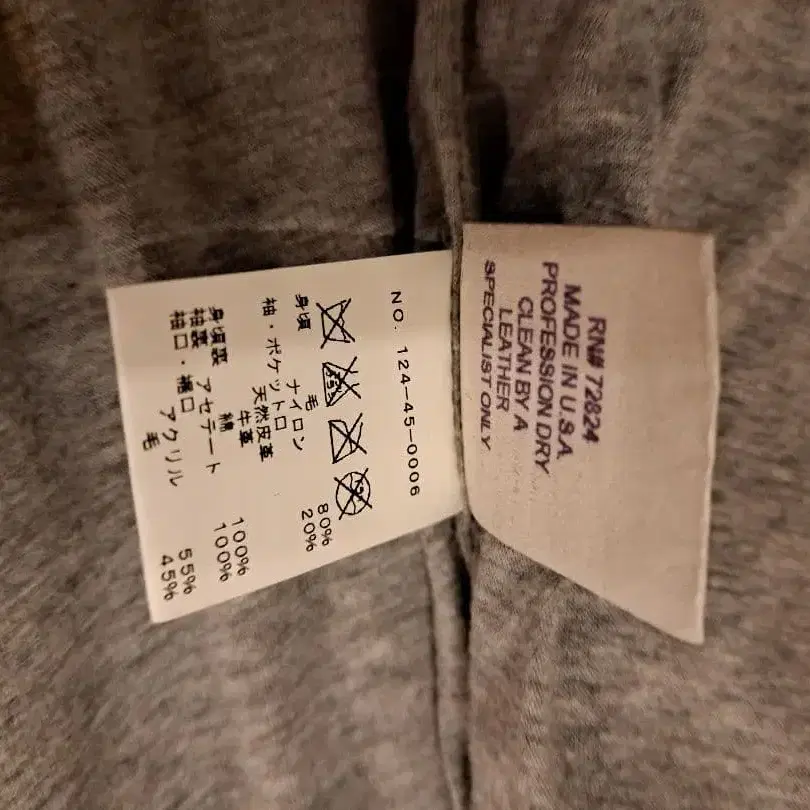 NO. 124-45-0006
身頃 毛 80%
ナイロン 20%
袖・ポケット口 天然皮革
牛革
身頃裏 綿 100%
袖裏 アセテート 100%
袖口・裾口 アクリル 55%
毛 45%
RN# 72824
MADE IN U.S.A.
PROFESSION DRY
CLEAN BY A
LEATHER
SPECIALIST ONLY